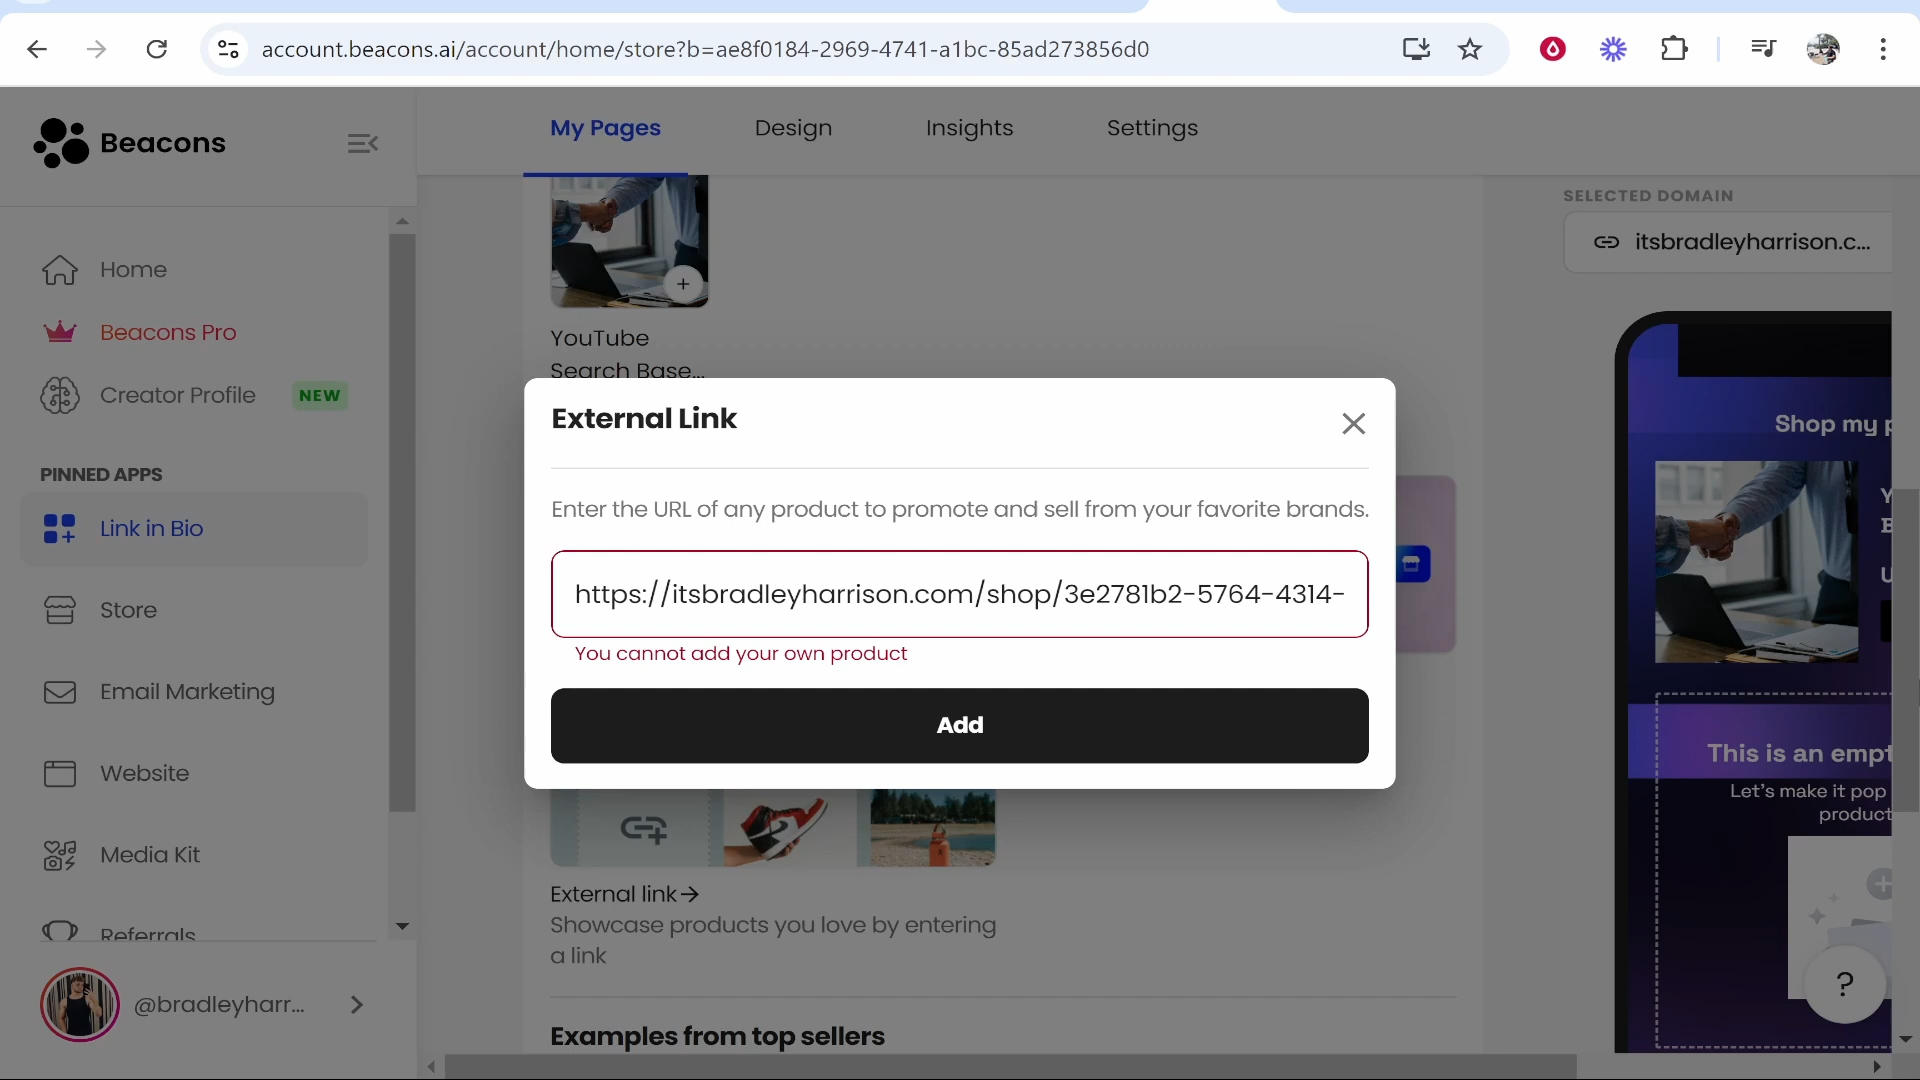 account.beacons.ai/account/home/store?b=ae8f0184-2969-4741-a1bc-85ad273856d0
Beacons
My Pages
Design
Insights
Settings
Home
Beacons Pro
Creator Profile
NEW
PINNED APPS
Link in Bio
Store
Email Marketing
Website
Media Kit
Referrals
@bradleyharr...
YouTube
Search Base...
External Link
Enter the URL of any product to promote and sell from your favorite brands.
https://itsbradleyharrison.com/shop/3e2781b2-5764-4314-
You cannot add your own product
Add
External link→
Showcase products you love by entering
a link
Examples from top sellers
SELECTED DOMAIN
itsbradleyharrison.c...
Shop my p
Y
B
U
This is an empt
Let's make it pop
product
?